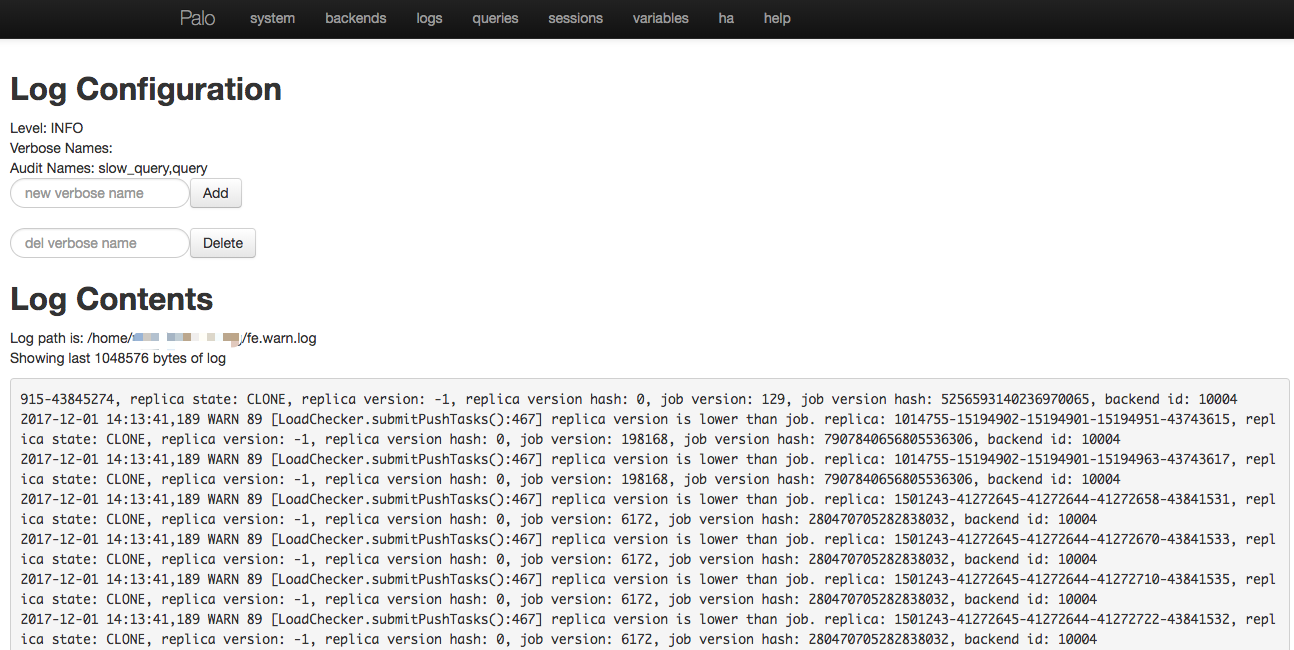 Palo system backends logs queries sessions variables ha help
Log Configuration
Level: INFO
Verbose Names:
Audit Names: slow_query,query
new verbose name Add
del verbose name Delete
Log Contents
Log path is: /home/ /fe.warn.log
Showing last 1048576 bytes of log
915-43845274, replica state: CLONE, replica version: -1, replica version hash: 0, job version: 129, job version hash: 5256593140236970065, backend id: 10004
2017-12-01 14:13:41,189 WARN 89 [LoadChecker.submitPushTasks():467] replica version is lower than job. replica: 1014755-15194902-15194901-15194951-43743615, repl
ica state: CLONE, replica version: -1, replica version hash: 0, job version: 198168, job version hash: 7907840656805536306, backend id: 10004
2017-12-01 14:13:41,189 WARN 89 [LoadChecker.submitPushTasks():467] replica version is lower than job. replica: 1014755-15194902-15194901-15194963-43743617, repl
ica state: CLONE, replica version: -1, replica version hash: 0, job version: 198168, job version hash: 7907840656805536306, backend id: 10004
2017-12-01 14:13:41,189 WARN 89 [LoadChecker.submitPushTasks():467] replica version is lower than job. replica: 1501243-41272645-41272644-41272658-43841531, repl
ica state: CLONE, replica version: -1, replica version hash: 0, job version: 6172, job version hash: 280470705282838032, backend id: 10004
2017-12-01 14:13:41,189 WARN 89 [LoadChecker.submitPushTasks():467] replica version is lower than job. replica: 1501243-41272645-41272644-41272670-43841533, repl
ica state: CLONE, replica version: -1, replica version hash: 0, job version: 6172, job version hash: 280470705282838032, backend id: 10004
2017-12-01 14:13:41,189 WARN 89 [LoadChecker.submitPushTasks():467] replica version is lower than job. replica: 1501243-41272645-41272644-41272710-43841535, repl
ica state: CLONE, replica version: -1, replica version hash: 0, job version: 6172, job version hash: 280470705282838032, backend id: 10004
2017-12-01 14:13:41,189 WARN 89 [LoadChecker.submitPushTasks():467] replica version is lower than job. replica: 1501243-41272645-41272644-41272722-43841532, repl
ica state: CLONE, replica version: -1, replica version hash: 0, job version: 6172, job version hash: 280470705282838032, backend id: 10004